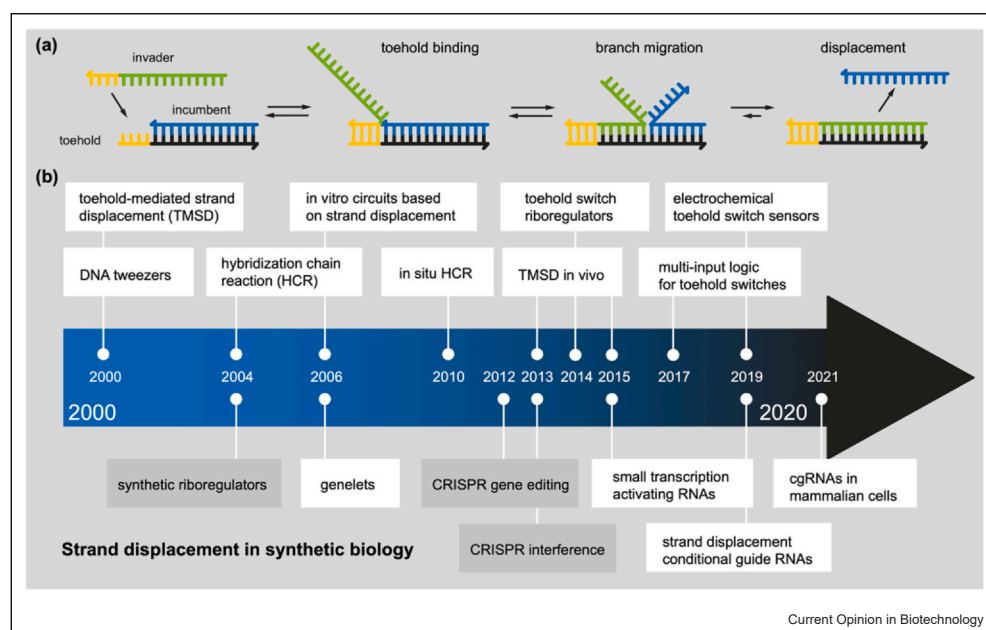 (a)
invader
toehold binding
branch migration
displacement
incumbent
toehold
(b)
toehold-mediated strand
displacement (TMSD)
in vitro circuits based
on strand displacement
toehold switch
riboregulators
electrochemical
toehold switch sensors
DNA tweezers
hybridization chain
reaction (HCR)
in situ HCR
TMSD in vivo
multi-input logic
for toehold switches
2000
2004
2006
2010
2012
2013
2014
2015
2017
2019
2021
2000
2020
synthetic riboregulators
genelets
CRISPR gene editing
small transcription
activating RNAs
cgRNAs in
mammalian cells
Strand displacement in synthetic biology
CRISPR interference
strand displacement
conditional guide RNAs
Current Opinion in Biotechnology